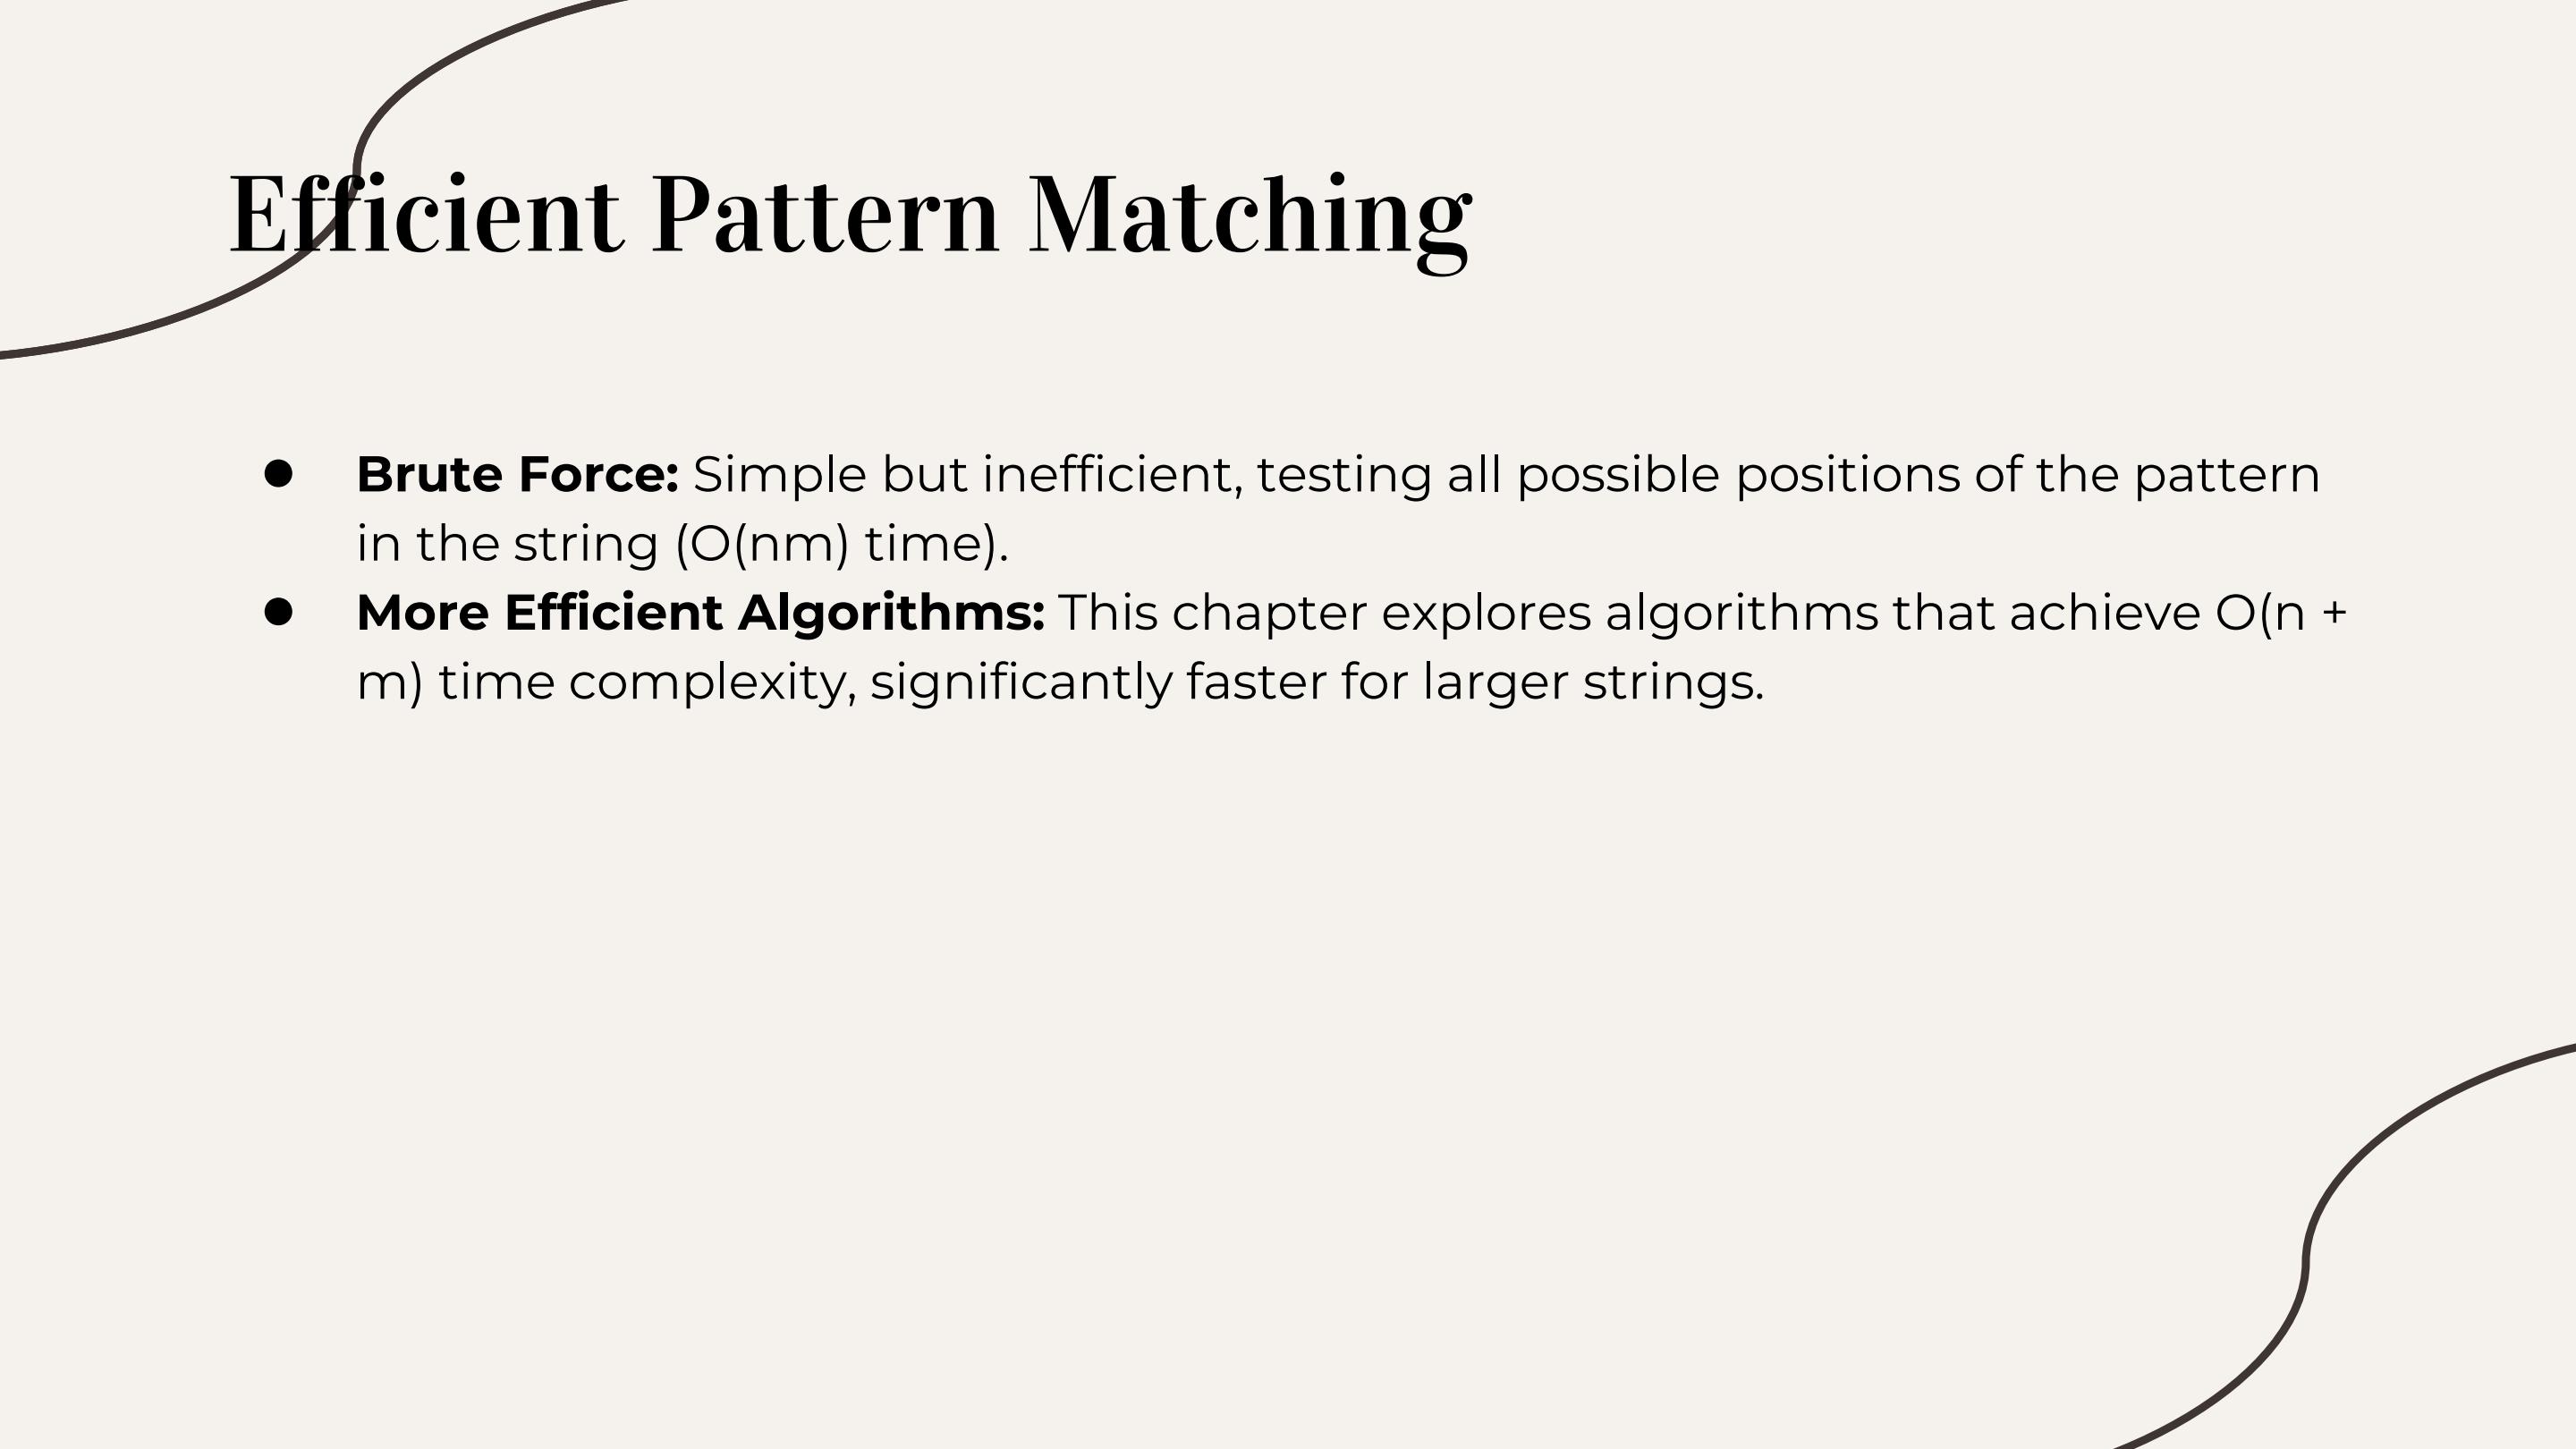 Efficient Pattern Matching
● Brute Force: Simple but inefficient, testing all possible positions of the pattern
in the string (O(nm) time).
● More Efficient Algorithms: This chapter explores algorithms that achieve O(n +
m) time complexity, significantly faster for larger strings.